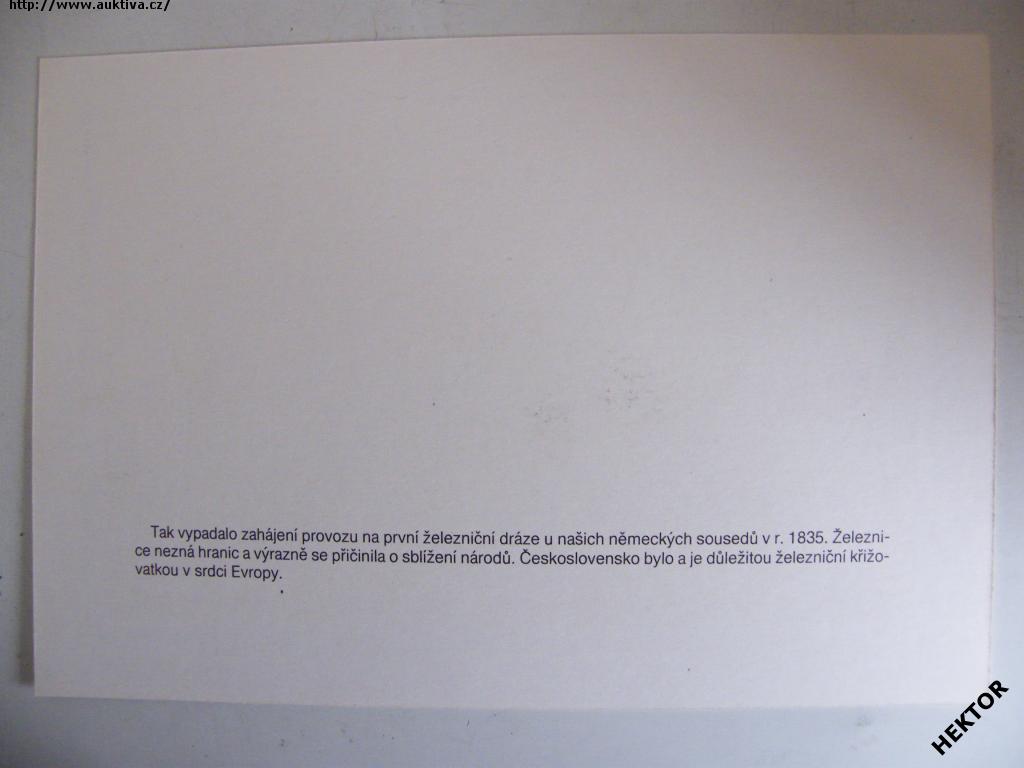 http://www.auktiva.cz/
Tak vypadalo zahájení provozu na první železniční dráze u našich německých sousedů v r. 1835. Železni-
ce nezná hranic a výrazně se přičinila o sblížení národů. Československo bylo a je důležitou železniční křižo-
vatkou v srdci Evropy.
HEKTOR